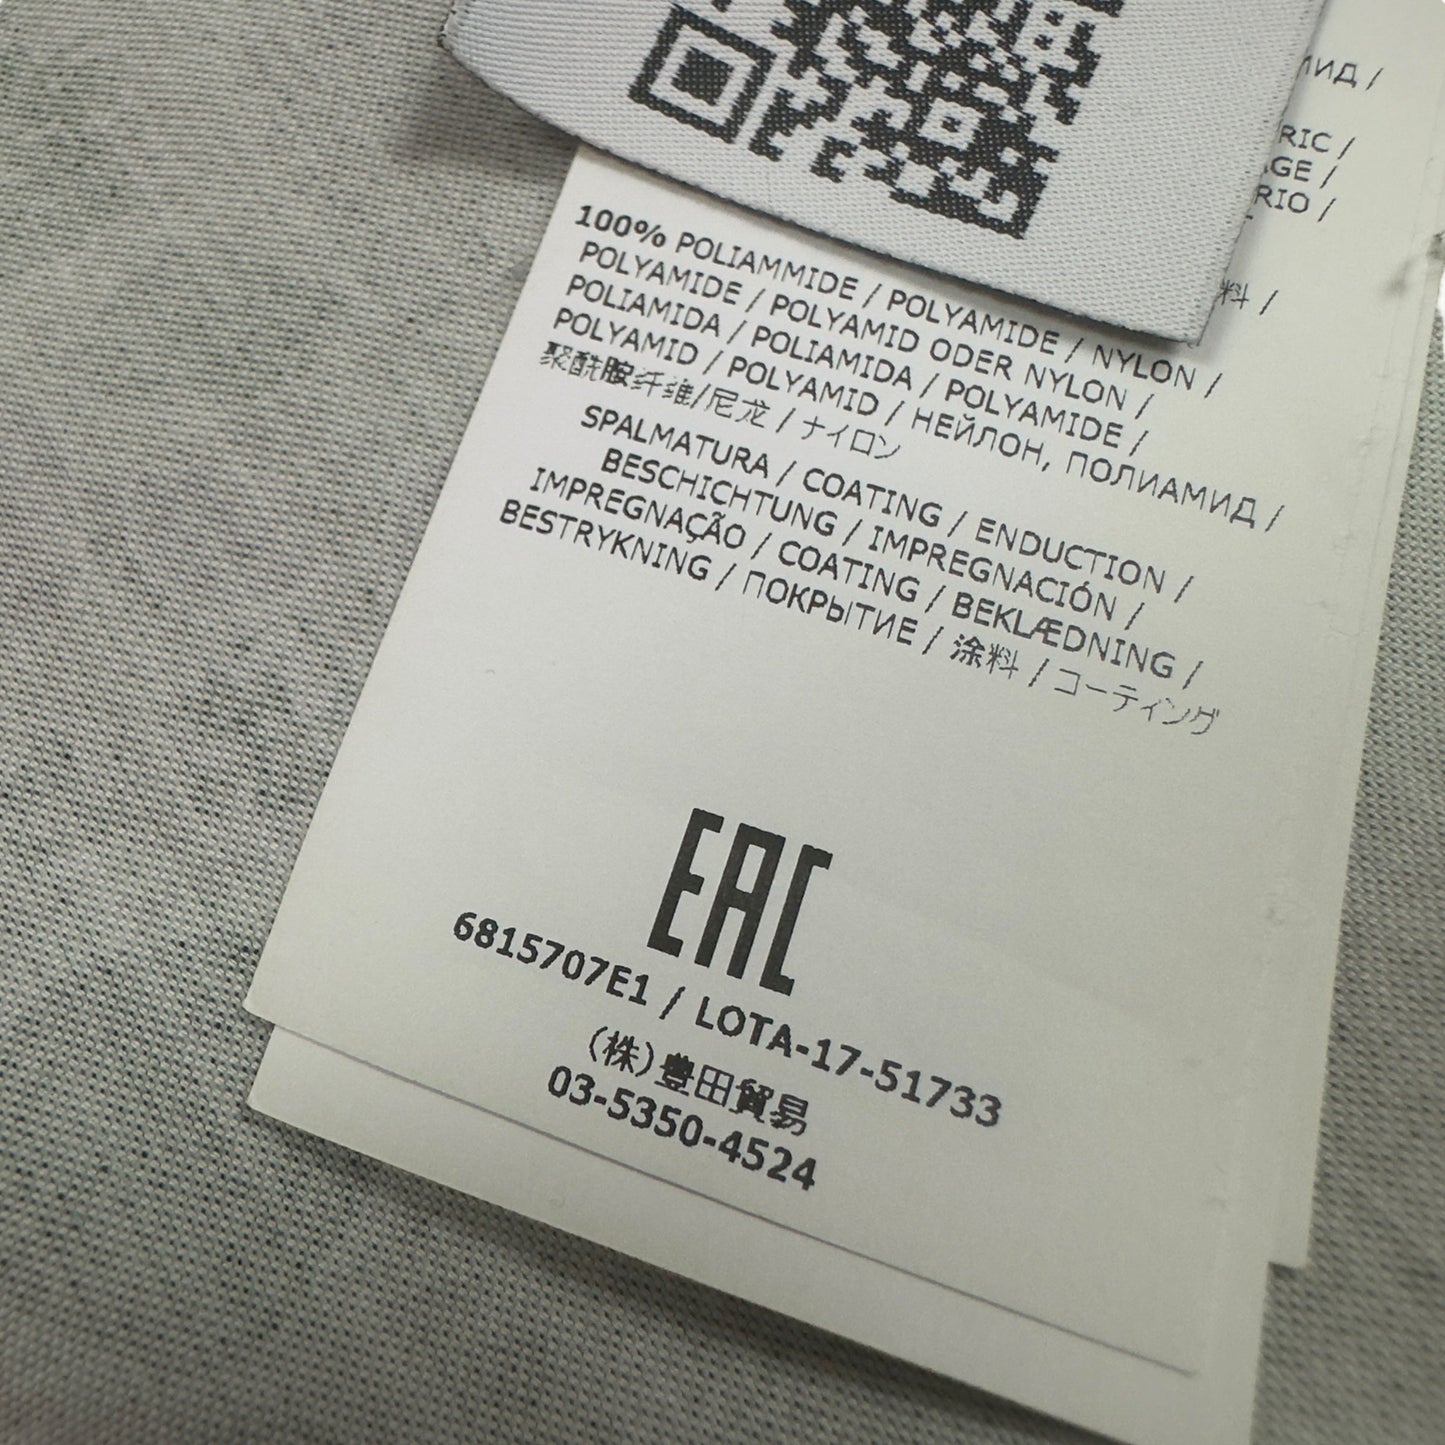 100% POLIAMMIDE / POLYAMIDE / NYLON /
POLYAMIDE / POLYAMID ODER NYLON /
POLIAMIDA / POLIAMIDA / POLYAMIDE /
POLYAMID / POLYAMID / НЕЙЛОН, ПОЛИАМИД /
聚酰胺纤维/尼龙 / ナイロン
SPALMATURA / COATING / ENDUCTION /
BESCHICHTUNG / IMPREGNACIÓN /
IMPREGNAÇÃO / COATING / BEKLÆDNING /
BESTRYKNING / ПОКРЫТИЕ / 涂料 / コーティング
EAC
6815707E1 / LOTA-17-51733
(株)豊田貿易
03-5350-4524